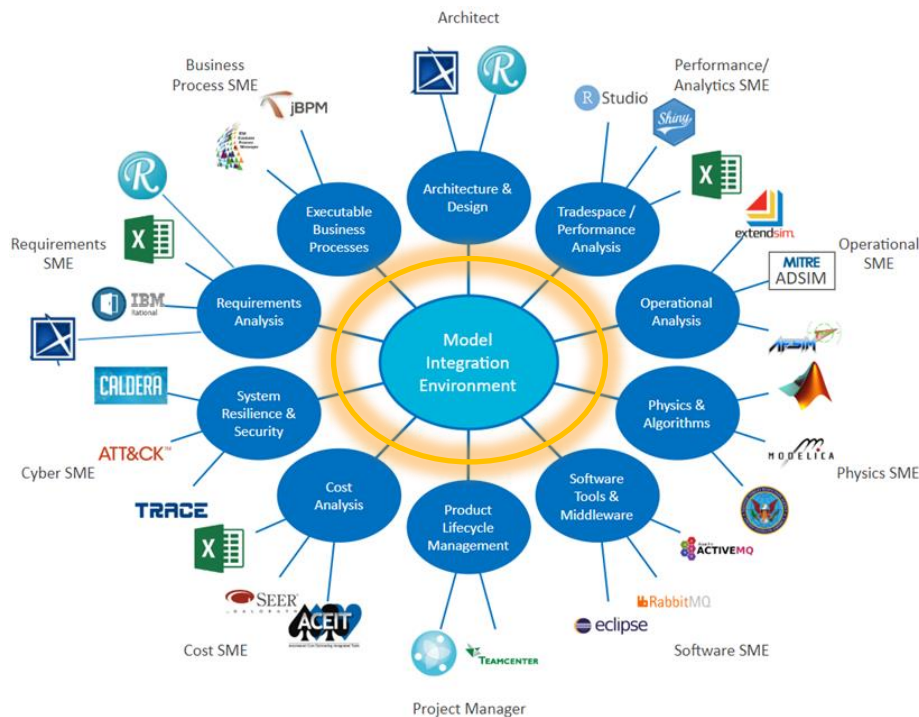 Architect
Business
Process SME
Performance/
Analytics SME
jBPM
R Studio
Shiny
Architecture &
Design
Executable
Business
Processes
Tradespace /
Performance
Analysis
extendsim.
Requirements
SME
Operational
SME
MITRE
ADSIM
IBM
Rational
Requirements
Analysis
Operational
Analysis
Model
Integration
Environment
AFSIM
CALDERA
System
Resilience &
Security
Physics &
Algorithms
ATT&CK™
MODELICA
Cyber SME
Physics SME
TRACE
Cost
Analysis
Product
Lifecycle
Management
Software
Tools &
Middleware
ACTIVEMQ
SEER
ACEIT
RabbitMQ
eclipse
Cost SME
TEAMCENTER
Software SME
Project Manager